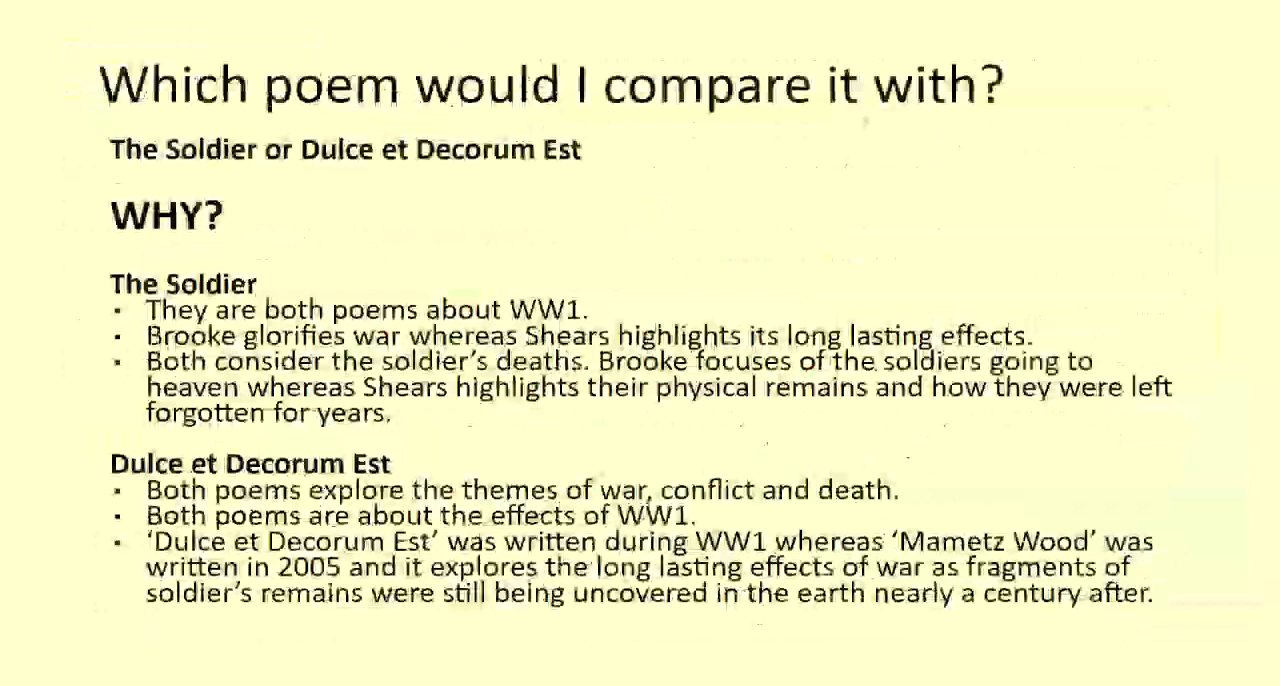 Which poem would I compare it with?
The Soldier or Dulce et Decorum Est
WHY?
The Soldier
• They are both poems about WW1.
• Brooke glorifies war whereas Shears highlights its long lasting effects.
• Both consider the soldier's deaths. Brooke focuses of the soldiers going to
heaven whereas Shears highlights their physical remains and how they were left
forgotten for years.
Dulce et Decorum Est
• Both poems explore the themes of war, conflict and death.
• Both poems are about the effects of WW1.
• 'Dulce et Decorum Est' was written during WW1 whereas 'Mametz Wood' was
written in 2005 and it explores the long lasting effects of war as fragments of
soldier's remains were still being uncovered in the earth nearly a century after.